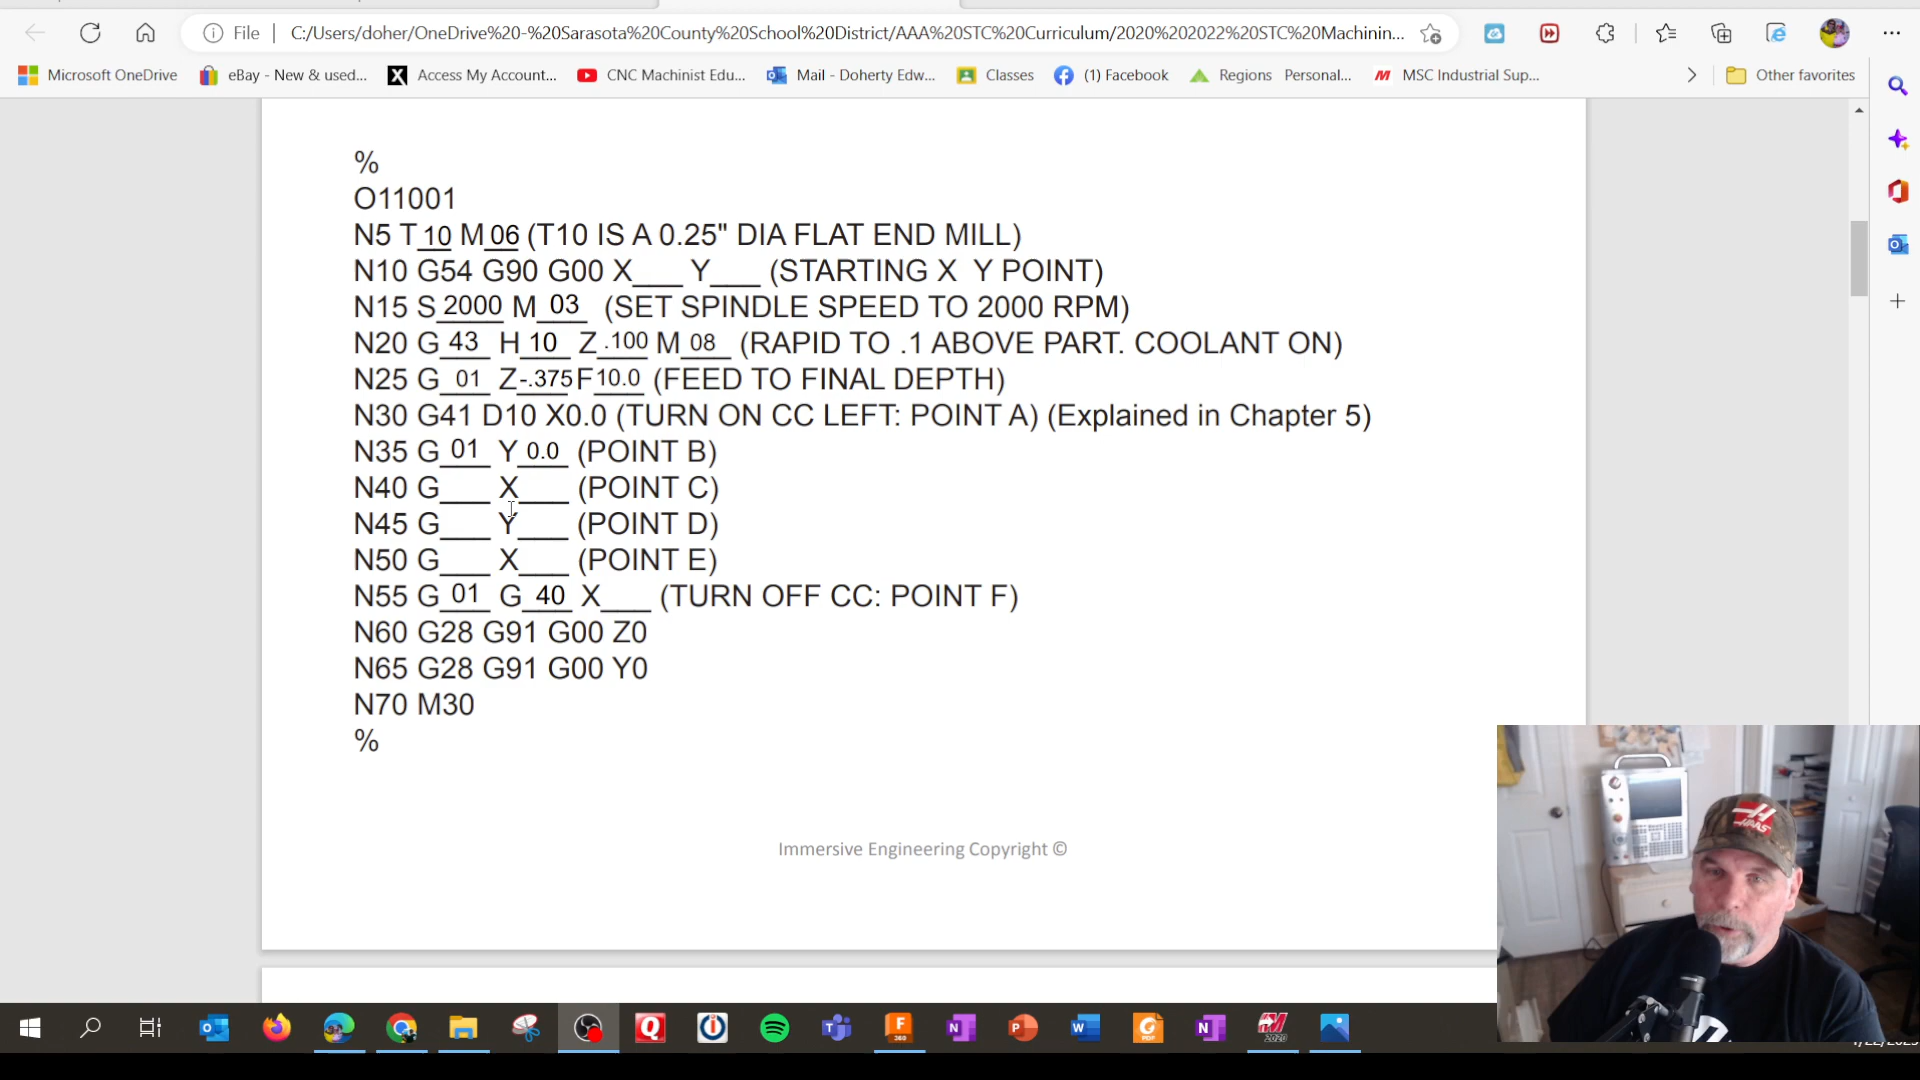 File C:/Users/doher/OneDrive%20-%20Sarasota%20County%20School%20District/AAA%20STC%20Curriculum/2020%202022%20STC%20Machinin...
Microsoft OneDrive eBay - New & used... Access My Account... CNC Machinist Edu... Mail - Doherty Edw... Classes (1) Facebook Regions Personal... MSC Industrial Sup... Other favorites
%
O11001
N5 T 10 M 06 (T10 IS A 0.25" DIA FLAT END MILL)
N10 G54 G90 G00 X___ Y___ (STARTING X Y POINT)
N15 S 2000 M 03 (SET SPINDLE SPEED TO 2000 RPM)
N20 G 43 H 10 Z .100 M 08 (RAPID TO .1 ABOVE PART. COOLANT ON)
N25 G 01 Z-.375 F 10.0 (FEED TO FINAL DEPTH)
N30 G41 D10 X0.0 (TURN ON CC LEFT: POINT A) (Explained in Chapter 5)
N35 G 01 Y 0.0 (POINT B)
N40 G___ X___ (POINT C)
N45 G___ Y___ (POINT D)
N50 G___ X___ (POINT E)
N55 G 01 G 40 X___ (TURN OFF CC: POINT F)
N60 G28 G91 G00 Z0
N65 G28 G91 G00 Y0
N70 M30
%
Immersive Engineering Copyright ©